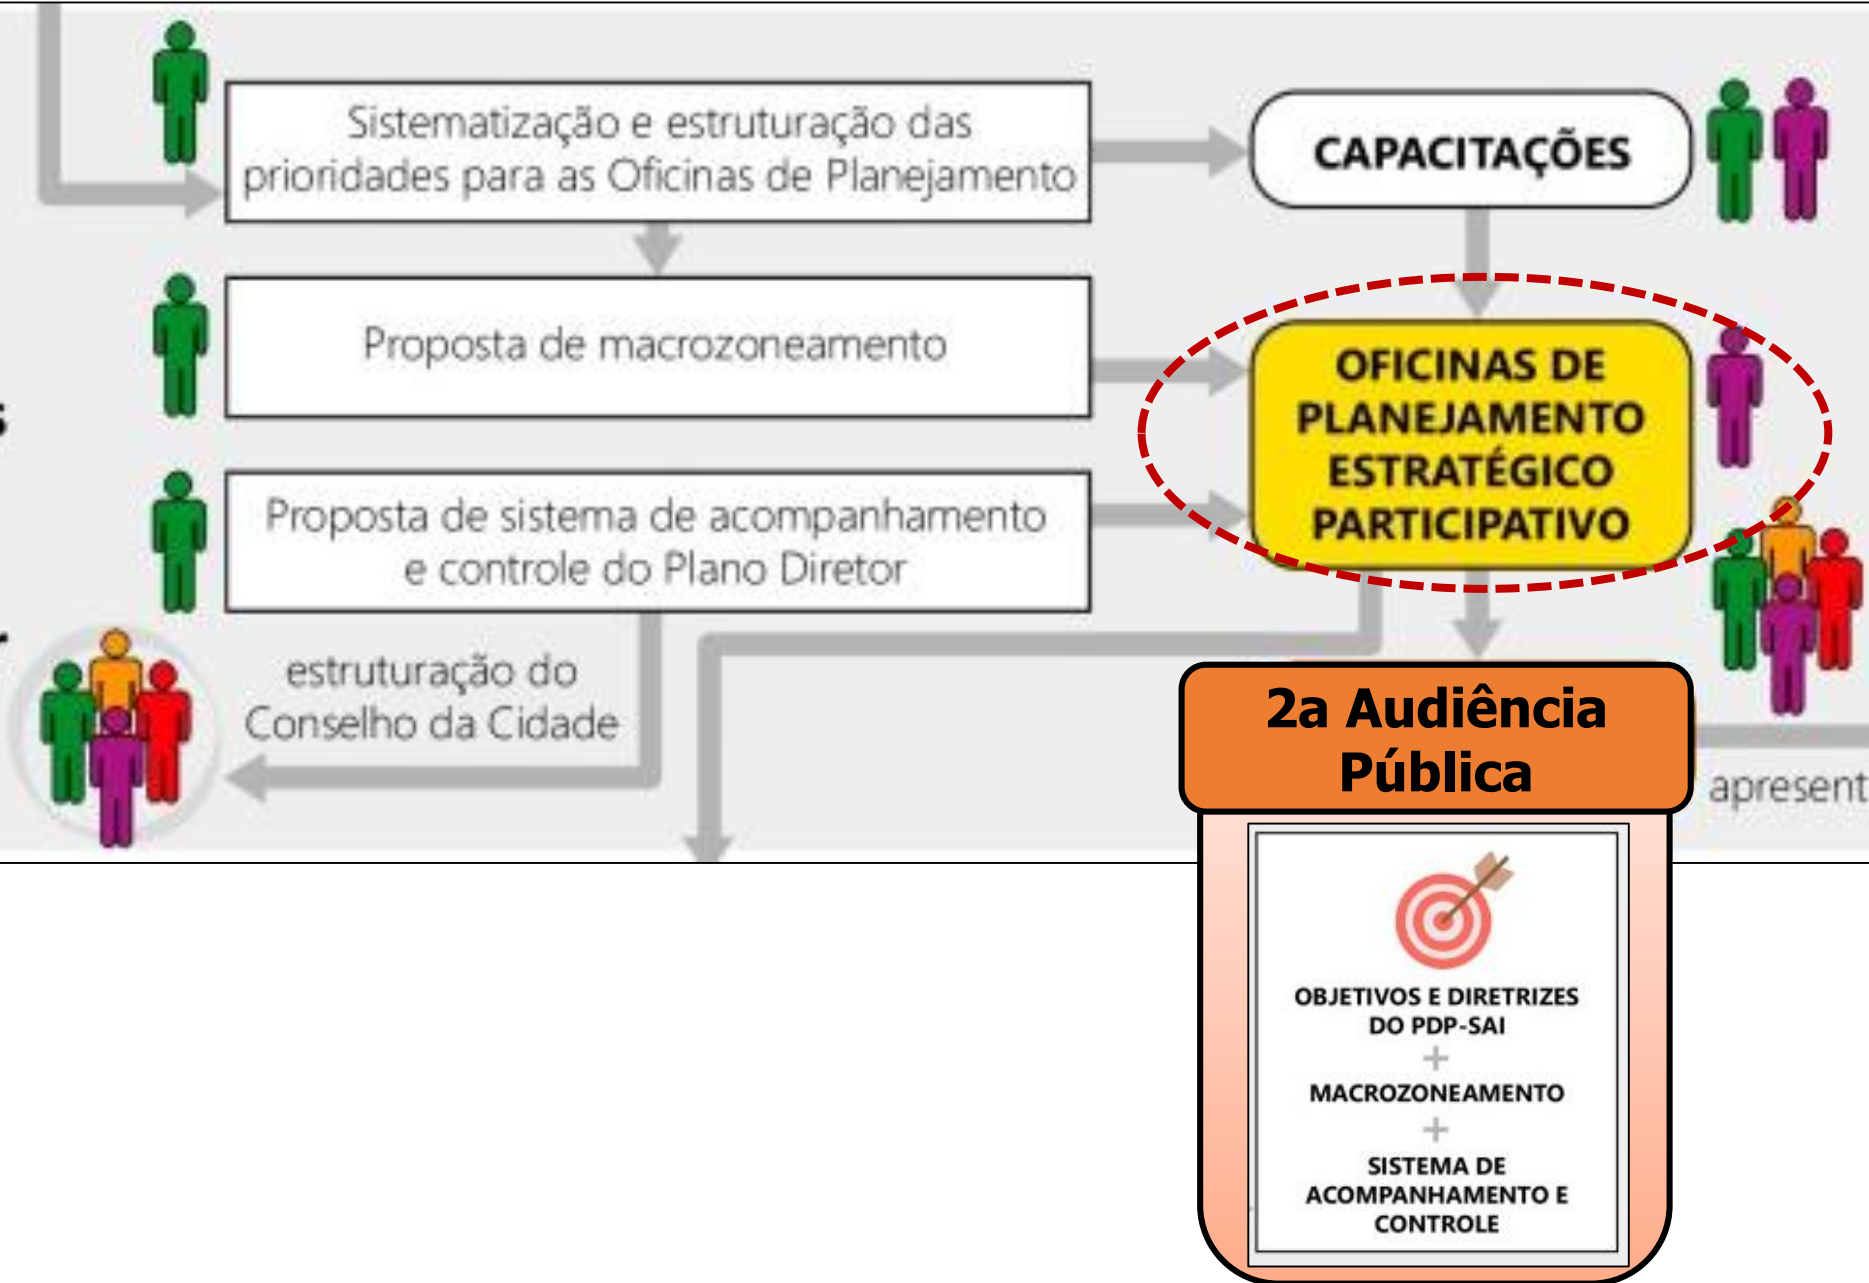 Sistematização e estruturação das
prioridades para as Oficinas de Planejamento
CAPACITAÇÕES
Proposta de macrozoneamento
OFICINAS DE
PLANEJAMENTO
ESTRATÉGICO
PARTICIPATIVO
Proposta de sistema de acompanhamento
e controle do Plano Diretor
estruturação do
Conselho da Cidade
2a Audiência
Pública
apresent
OBJETIVOS E DIRETRIZES
DO PDP-SAI
+
MACROZONEAMENTO
+
SISTEMA DE
ACOMPANHAMENTO E
CONTROLE